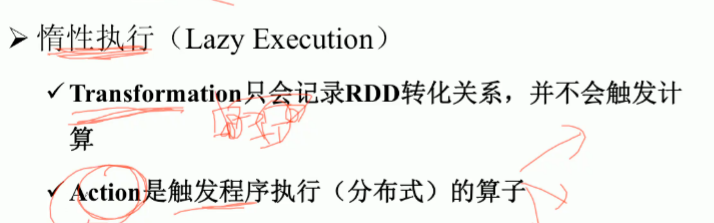 ➤ 惰性执行（Lazy Execution）
✓ Transformation只会记录RDD转化关系，并不会触发计
算
✓ Action是触发程序执行（分布式）的算子